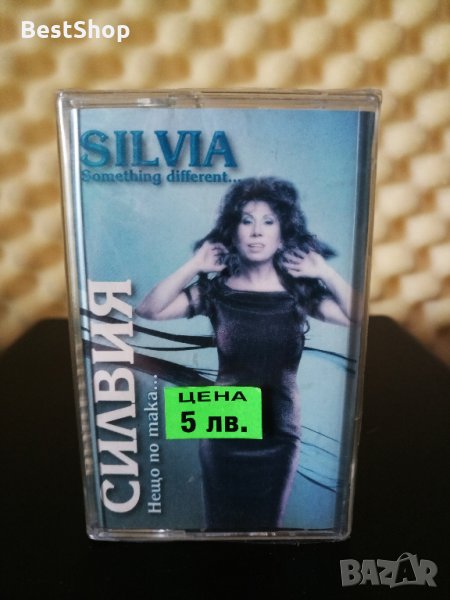 BestShop
SILVIA
Something different...
СИЛВИЯ
Нещо по така...
ЦЕНА
5 лв.
BAZAR